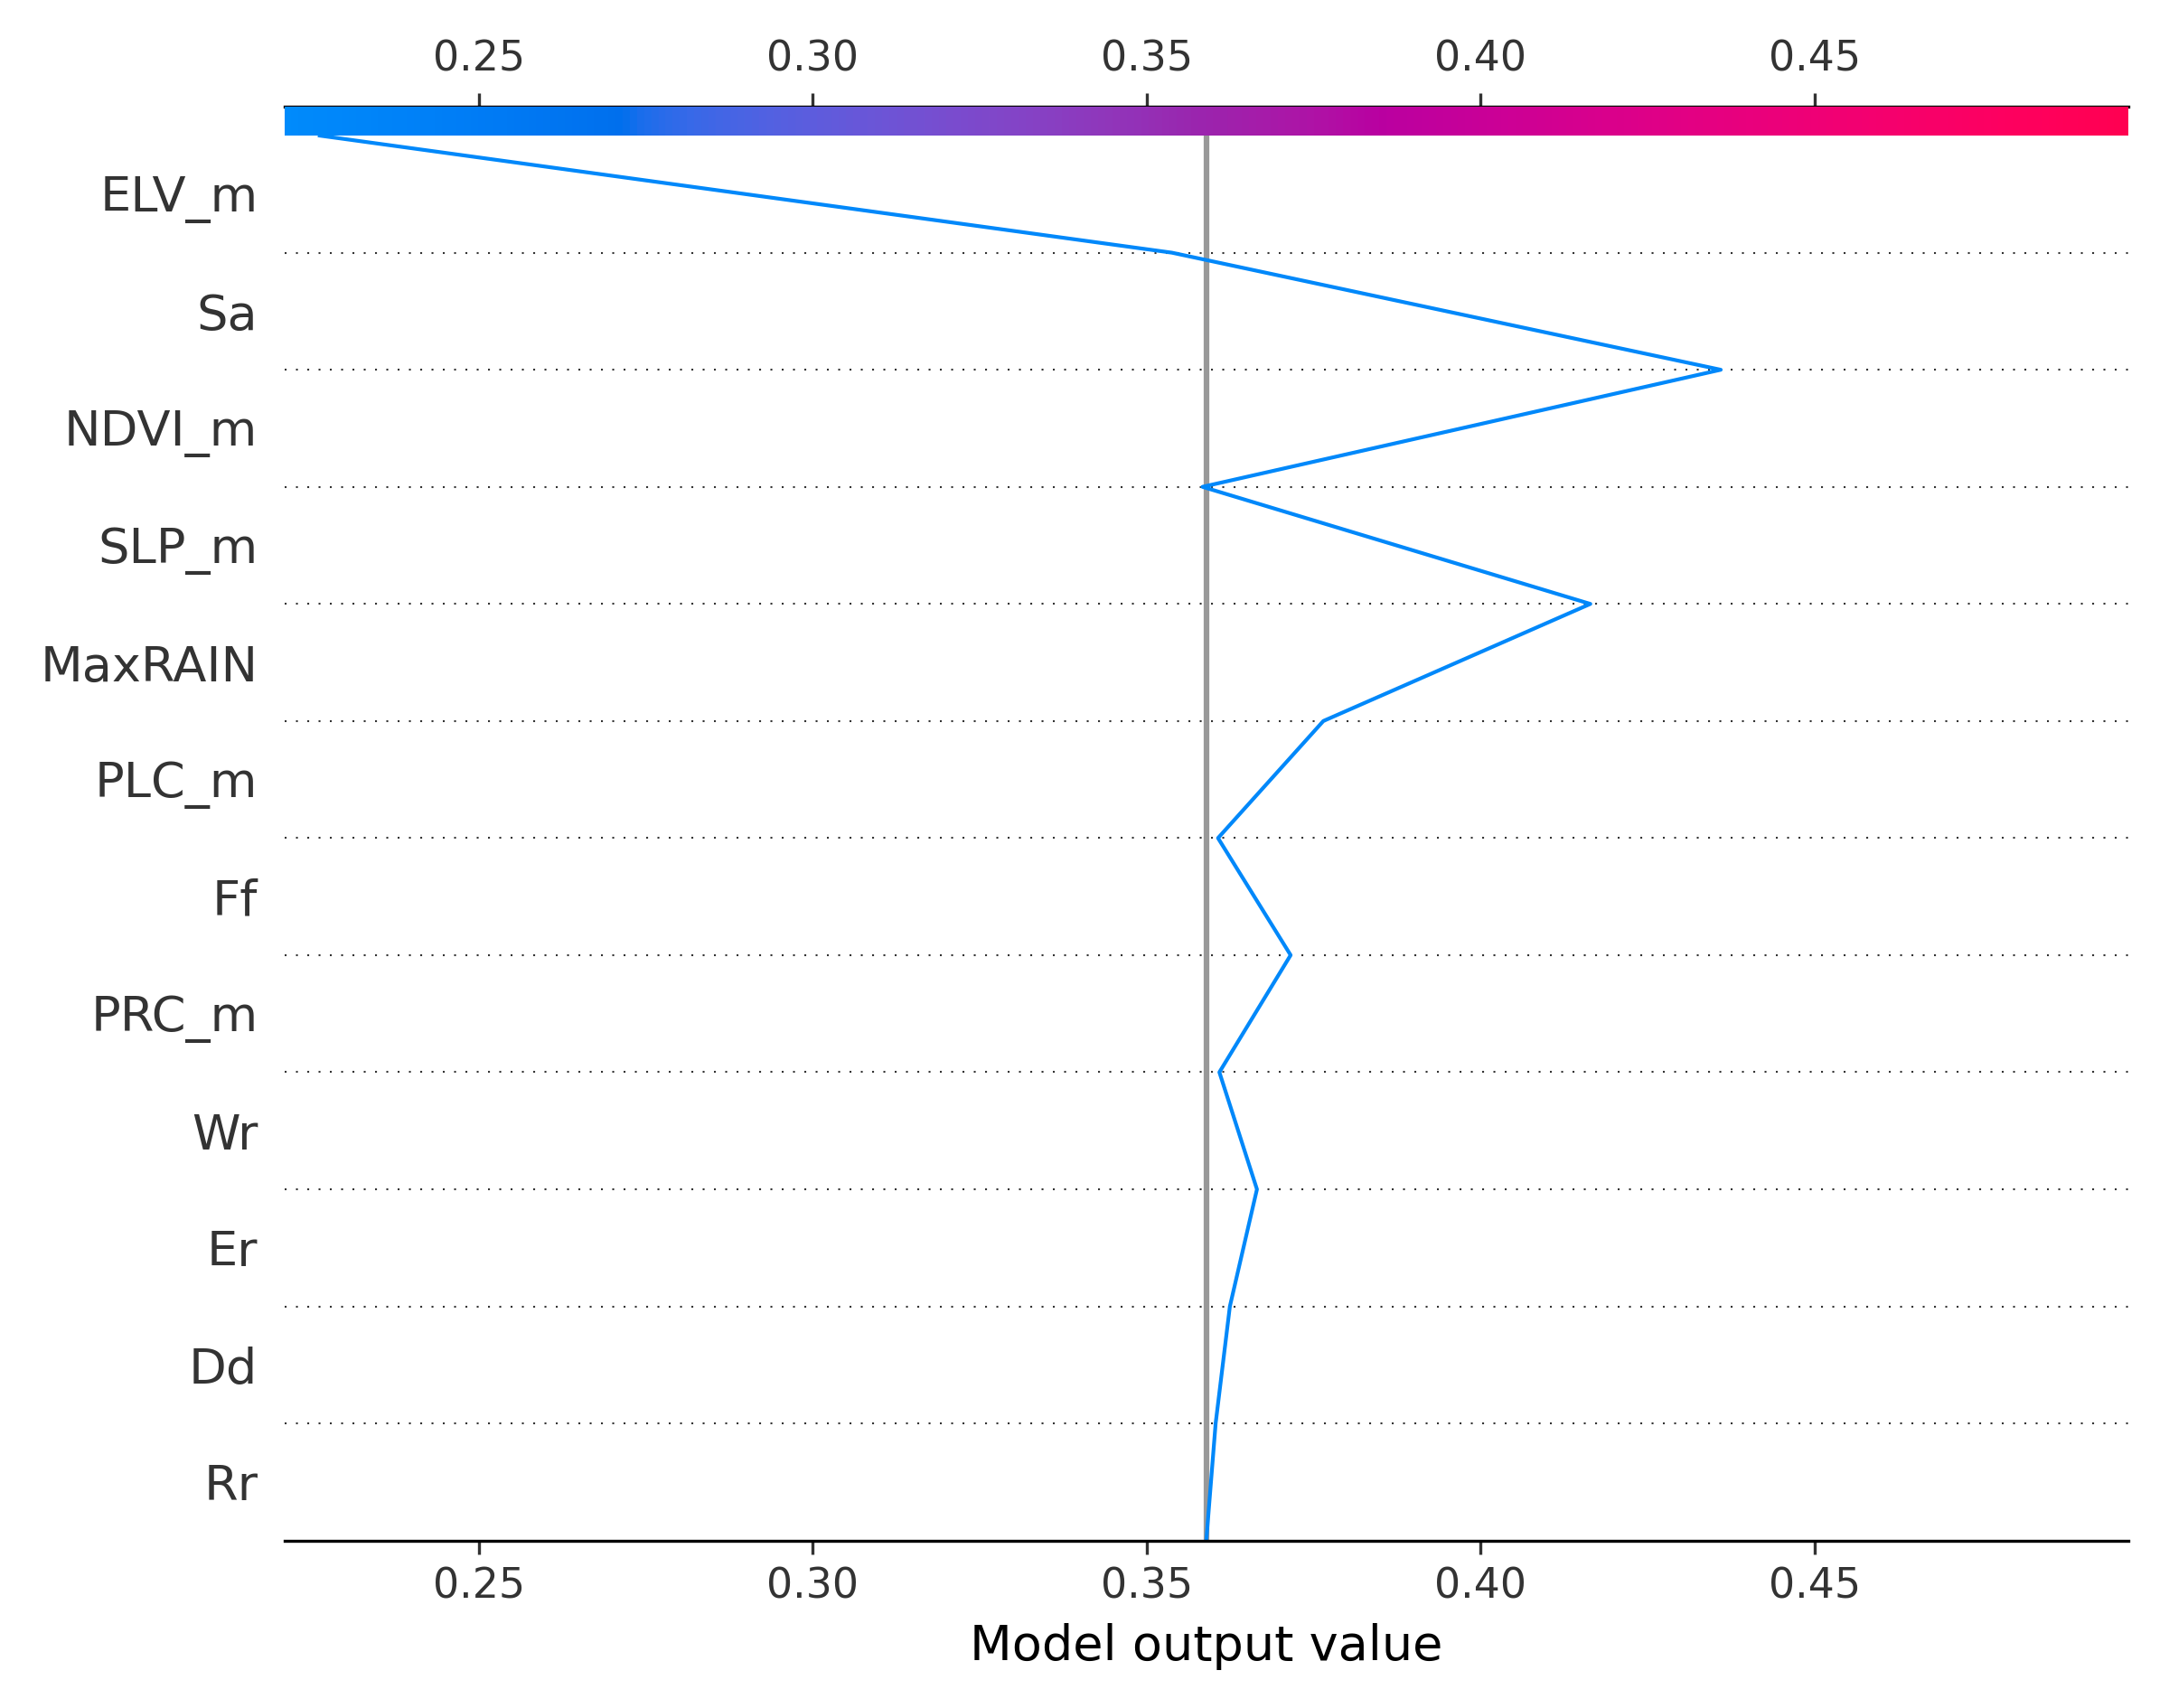 0.25 0.30 0.35 0.40 0.45
ELV_m
Sa
NDVI_m
SLP_m
MaxRAIN
PLC_m
Ff
PRC_m
Wr
Er
Dd
Rr
0.25 0.30 0.35 0.40 0.45
Model output value